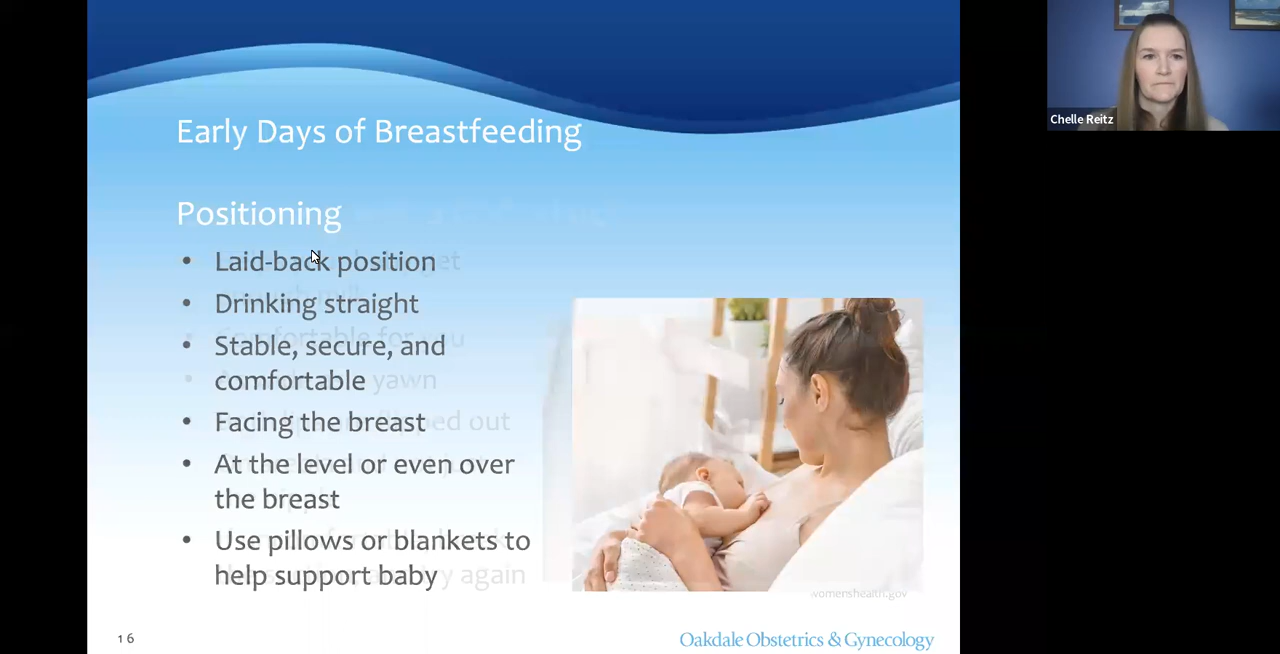 Early Days of Breastfeeding
Positioning
• Laid-back position
• Drinking straight
• Stable, secure, and
comfortable
• Facing the breast
• At the level or even over
the breast
• Use pillows or blankets to
help support baby
womenshealth.gov
16
Oakdale Obstetrics & Gynecology
Chelle Reitz